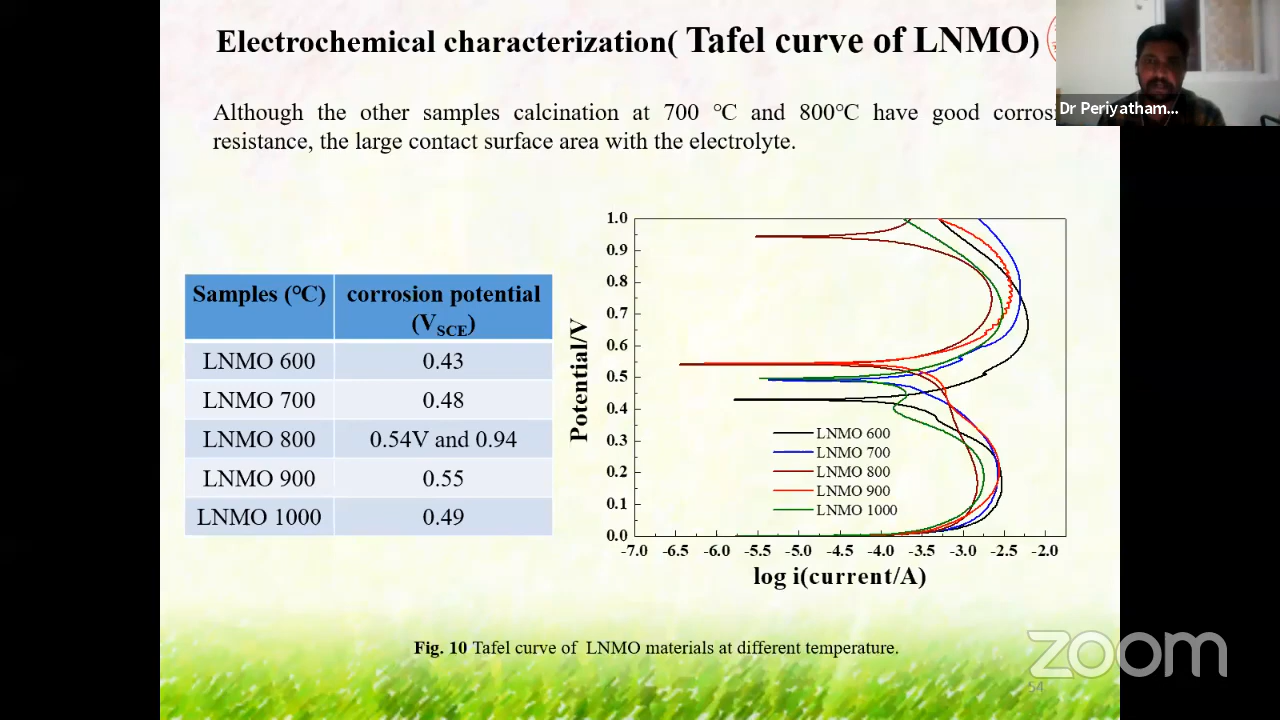 Electrochemical characterization( Tafel curve of LNMO)
Dr Periyatham...
Although the other samples calcination at 700 ℃ and 800℃ have good
resistance, the large contact surface area with the electrolyte.
Samples (℃) corrosion potential (VSCE)
LNMO 600 0.43
LNMO 700 0.48
LNMO 800 0.54V and 0.94
LNMO 900 0.55
LNMO 1000 0.49
1.0
0.9
0.8
0.7
0.6
0.5
0.4
0.3
0.2
0.1
0.0
Potential/V
LNMO 600
LNMO 700
LNMO 800
LNMO 900
LNMO 1000
-7.0 -6.5 -6.0 -5.5 -5.0 -4.5 -4.0 -3.5 -3.0 -2.5 -2.0
log i(current/A)
Fig. 10 Tafel curve of LNMO materials at different temperature.
zoom
54